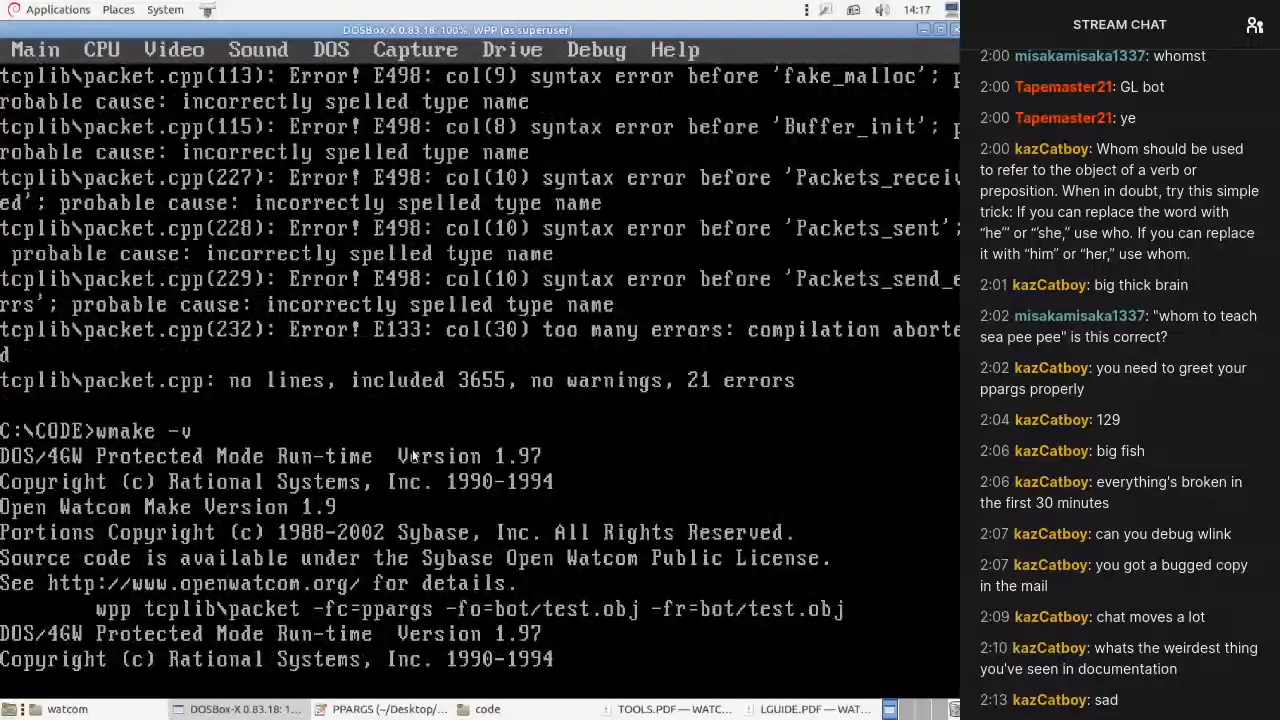 Applications Places System 14:17
DOSBox-X 0.83.18: 100%, WPP (as superuser)
Main CPU Video Sound DOS Capture Drive Debug Help
tcplib\packet.cpp(113): Error! E498: col(9) syntax error before 'fake_malloc'; p
robable cause: incorrectly spelled type name
tcplib\packet.cpp(115): Error! E498: col(8) syntax error before 'Buffer_init'; p
robable cause: incorrectly spelled type name
tcplib\packet.cpp(227): Error! E498: col(10) syntax error before 'Packets_receiv
ed'; probable cause: incorrectly spelled type name
tcplib\packet.cpp(228): Error! E498: col(10) syntax error before 'Packets_sent';
probable cause: incorrectly spelled type name
tcplib\packet.cpp(229): Error! E498: col(10) syntax error before 'Packets_send_e
rrs'; probable cause: incorrectly spelled type name
tcplib\packet.cpp(232): Error! E133: col(30) too many errors: compilation aborte
d
tcplib\packet.cpp: no lines, included 3655, no warnings, 21 errors
C:\CODE>wmake -v
DOS/4GW Protected Mode Run-time Version 1.97
Copyright (c) Rational Systems, Inc. 1990-1994
Open Watcom Make Version 1.9
Portions Copyright (c) 1988-2002 Sybase, Inc. All Rights Reserved.
Source code is available under the Sybase Open Watcom Public License.
See http://www.openwatcom.org/ for details.
wpp tcplib\packet -fc=ppargs -fo=bot/test.obj -fr=bot/test.obj
DOS/4GW Protected Mode Run-time Version 1.97
Copyright (c) Rational Systems, Inc. 1990-1994
watcom
DOSBox-X 0.83.18: 1...
PPARGS (~/Desktop/...
code
TOOLS.PDF — WATC...
LGUIDE.PDF — WAT...
STREAM CHAT
2:00 misakamisaka1337: whomst
2:00 Tapemaster21: GL bot
2:00 Tapemaster21: ye
2:00 kazCatboy: Whom should be used
to refer to the object of a verb or
preposition. When in doubt, try this simple
trick: If you can replace the word with
“he”’ or “’she,” use who. If you can replace
it with “him” or “her,” use whom.
2:01 kazCatboy: big thick brain
2:02 misakamisaka1337: "whom to teach
sea pee pee" is this correct?
2:02 kazCatboy: you need to greet your
ppargs properly
2:04 kazCatboy: 129
2:06 kazCatboy: big fish
2:06 kazCatboy: everything's broken in
the first 30 minutes
2:07 kazCatboy: can you debug wlink
2:07 kazCatboy: you got a bugged copy
in the mail
2:09 kazCatboy: chat moves a lot
2:10 kazCatboy: whats the weirdest thing
you've seen in documentation
2:13 kazCatboy: sad